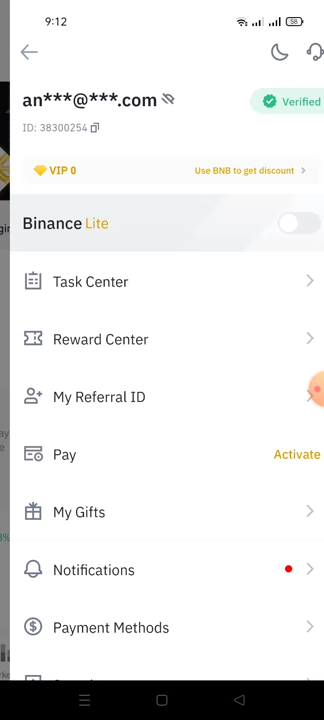 9:12
58
an***@***.com
Verified
ID: 38300254
VIP 0
Use BNB to get discount
Binance Lite
Task Center
Reward Center
My Referral ID
Pay
Activate
My Gifts
Notifications
Payment Methods